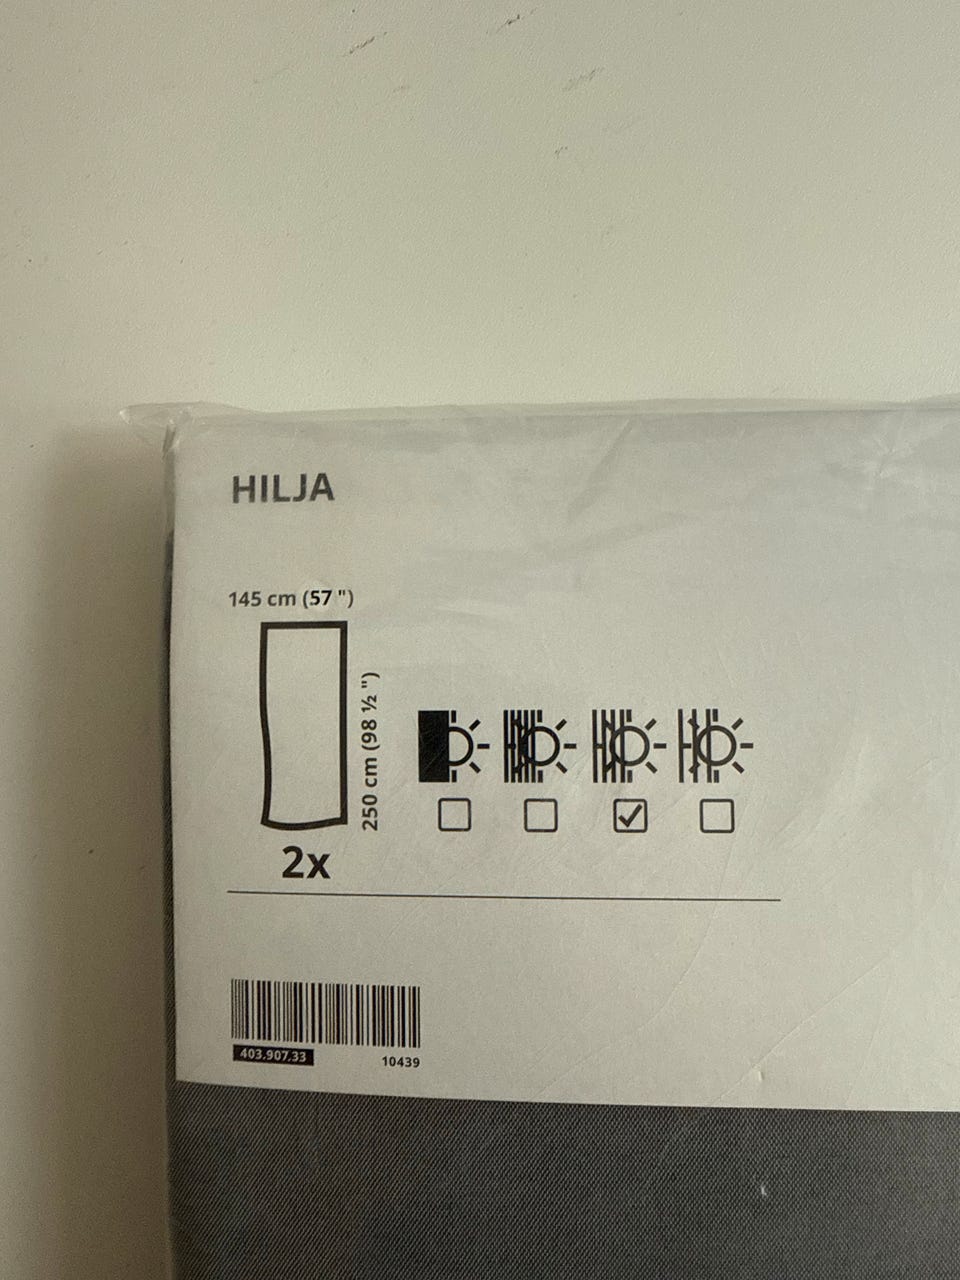 HILJA
145 cm (57 ")
250 cm (98 ½ ")
2x
403.907.33
10439